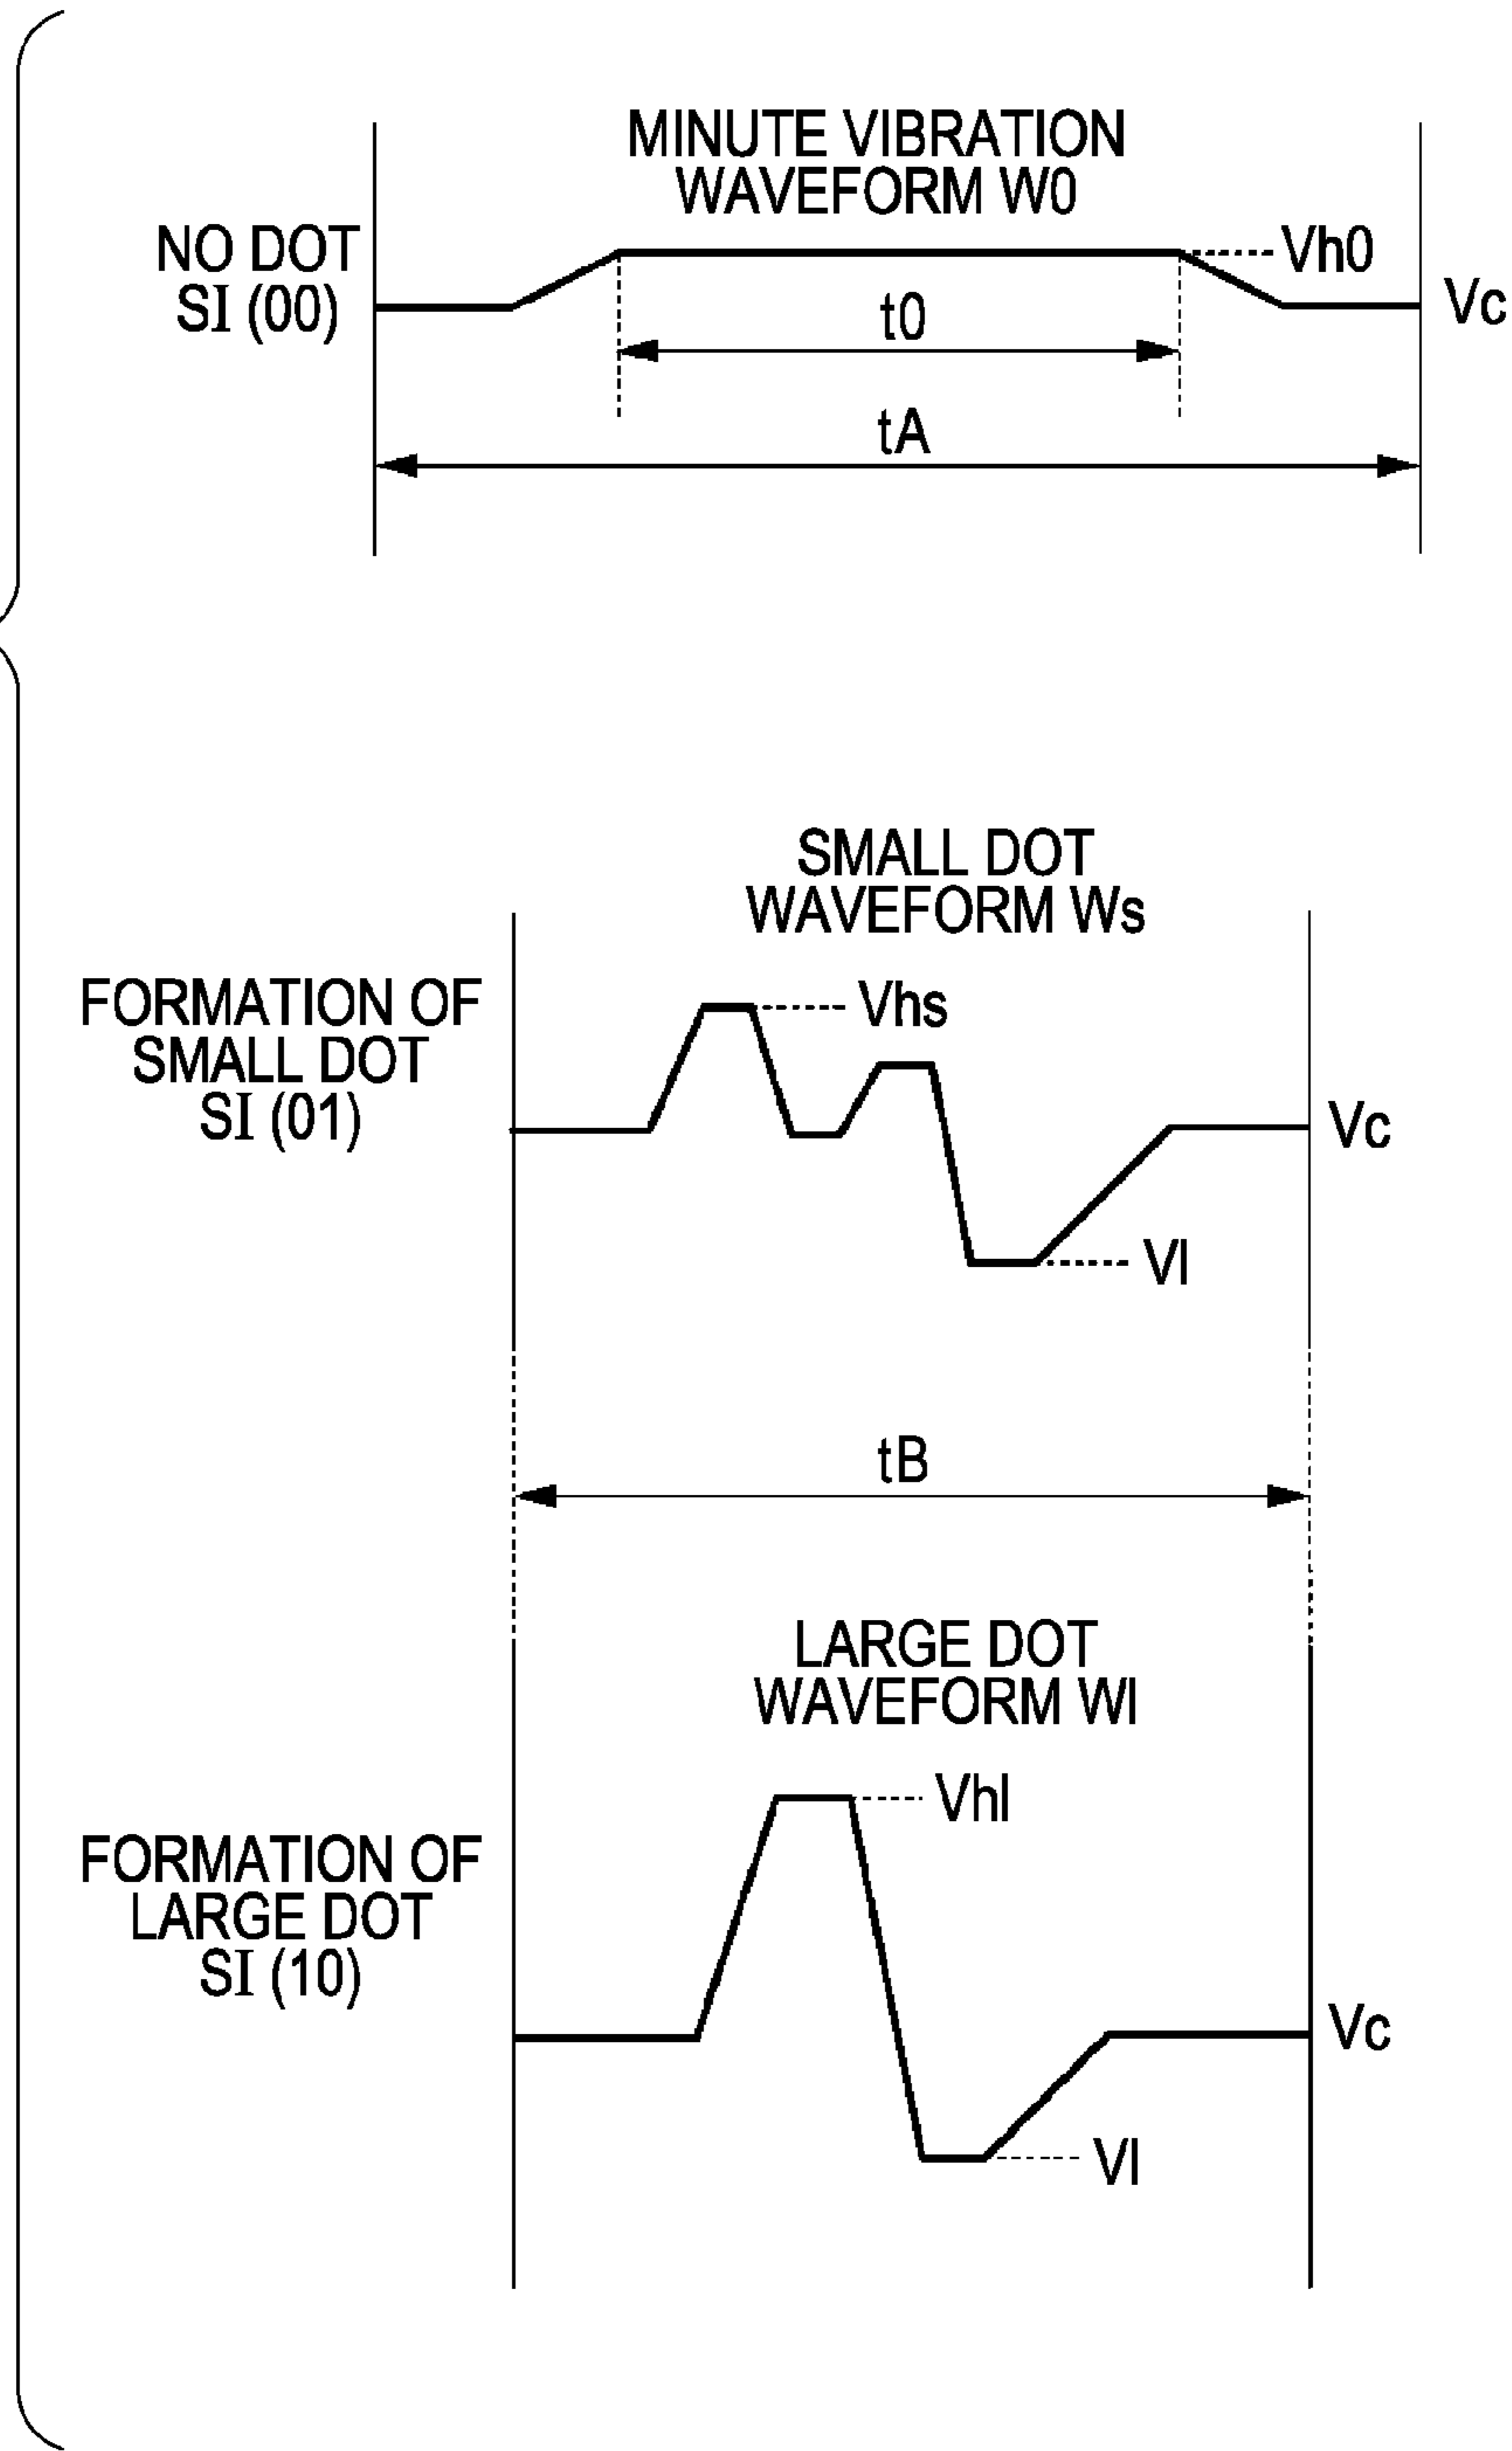 MINUTE VIBRATION
WAVEFORM W0
NO DOT
SI (00)
Vh0
Vc
t0
tA
SMALL DOT
WAVEFORM Ws
FORMATION OF
SMALL DOT
SI (01)
Vhs
Vc
Vl
tB
LARGE DOT
WAVEFORM Wl
Vhl
FORMATION OF
LARGE DOT
SI (10)
Vc
Vl